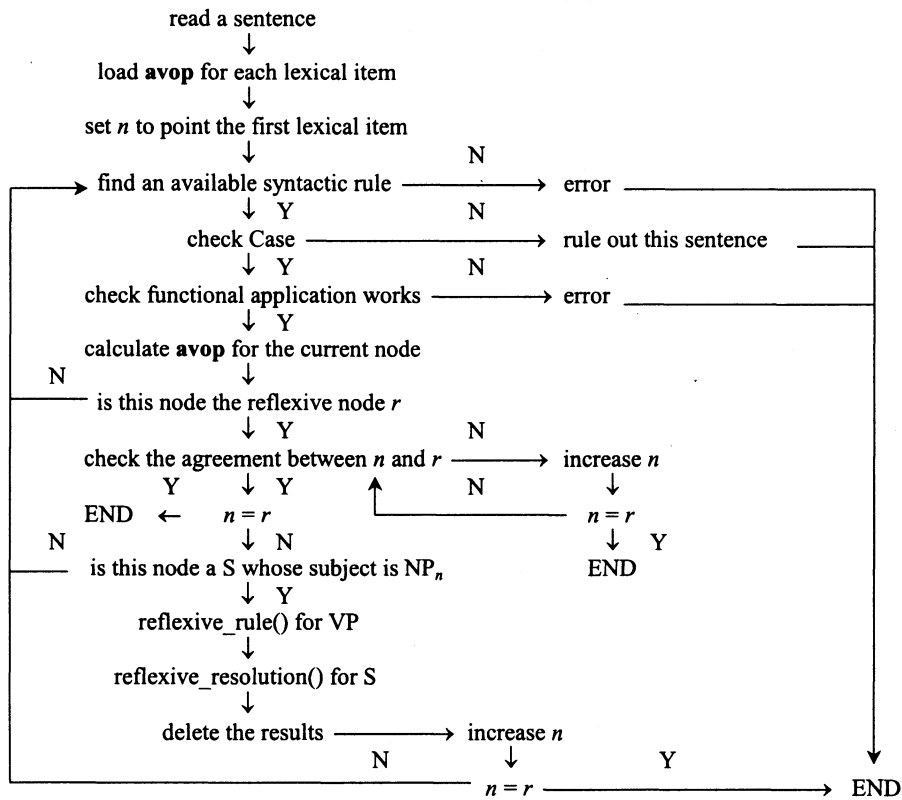 read a sentence
↓
load avop for each lexical item
↓
set n to point the first lexical item
↓ N
find an available syntactic rule → error
↓ Y N
check Case → rule out this sentence
↓ Y N
check functional application works → error
↓ Y
calculate avop for the current node
N ↓
is this node the reflexive node r
↓ Y N
check the agreement between n and r → increase n
Y ↓ Y N ↓
END ← n = r n = r
N ↓ N ↓ Y
is this node a S whose subject is NPn END
↓ Y
reflexive_rule() for VP
↓
reflexive_resolution() for S
↓
delete the results → increase n
N ↓ Y
n = r → END